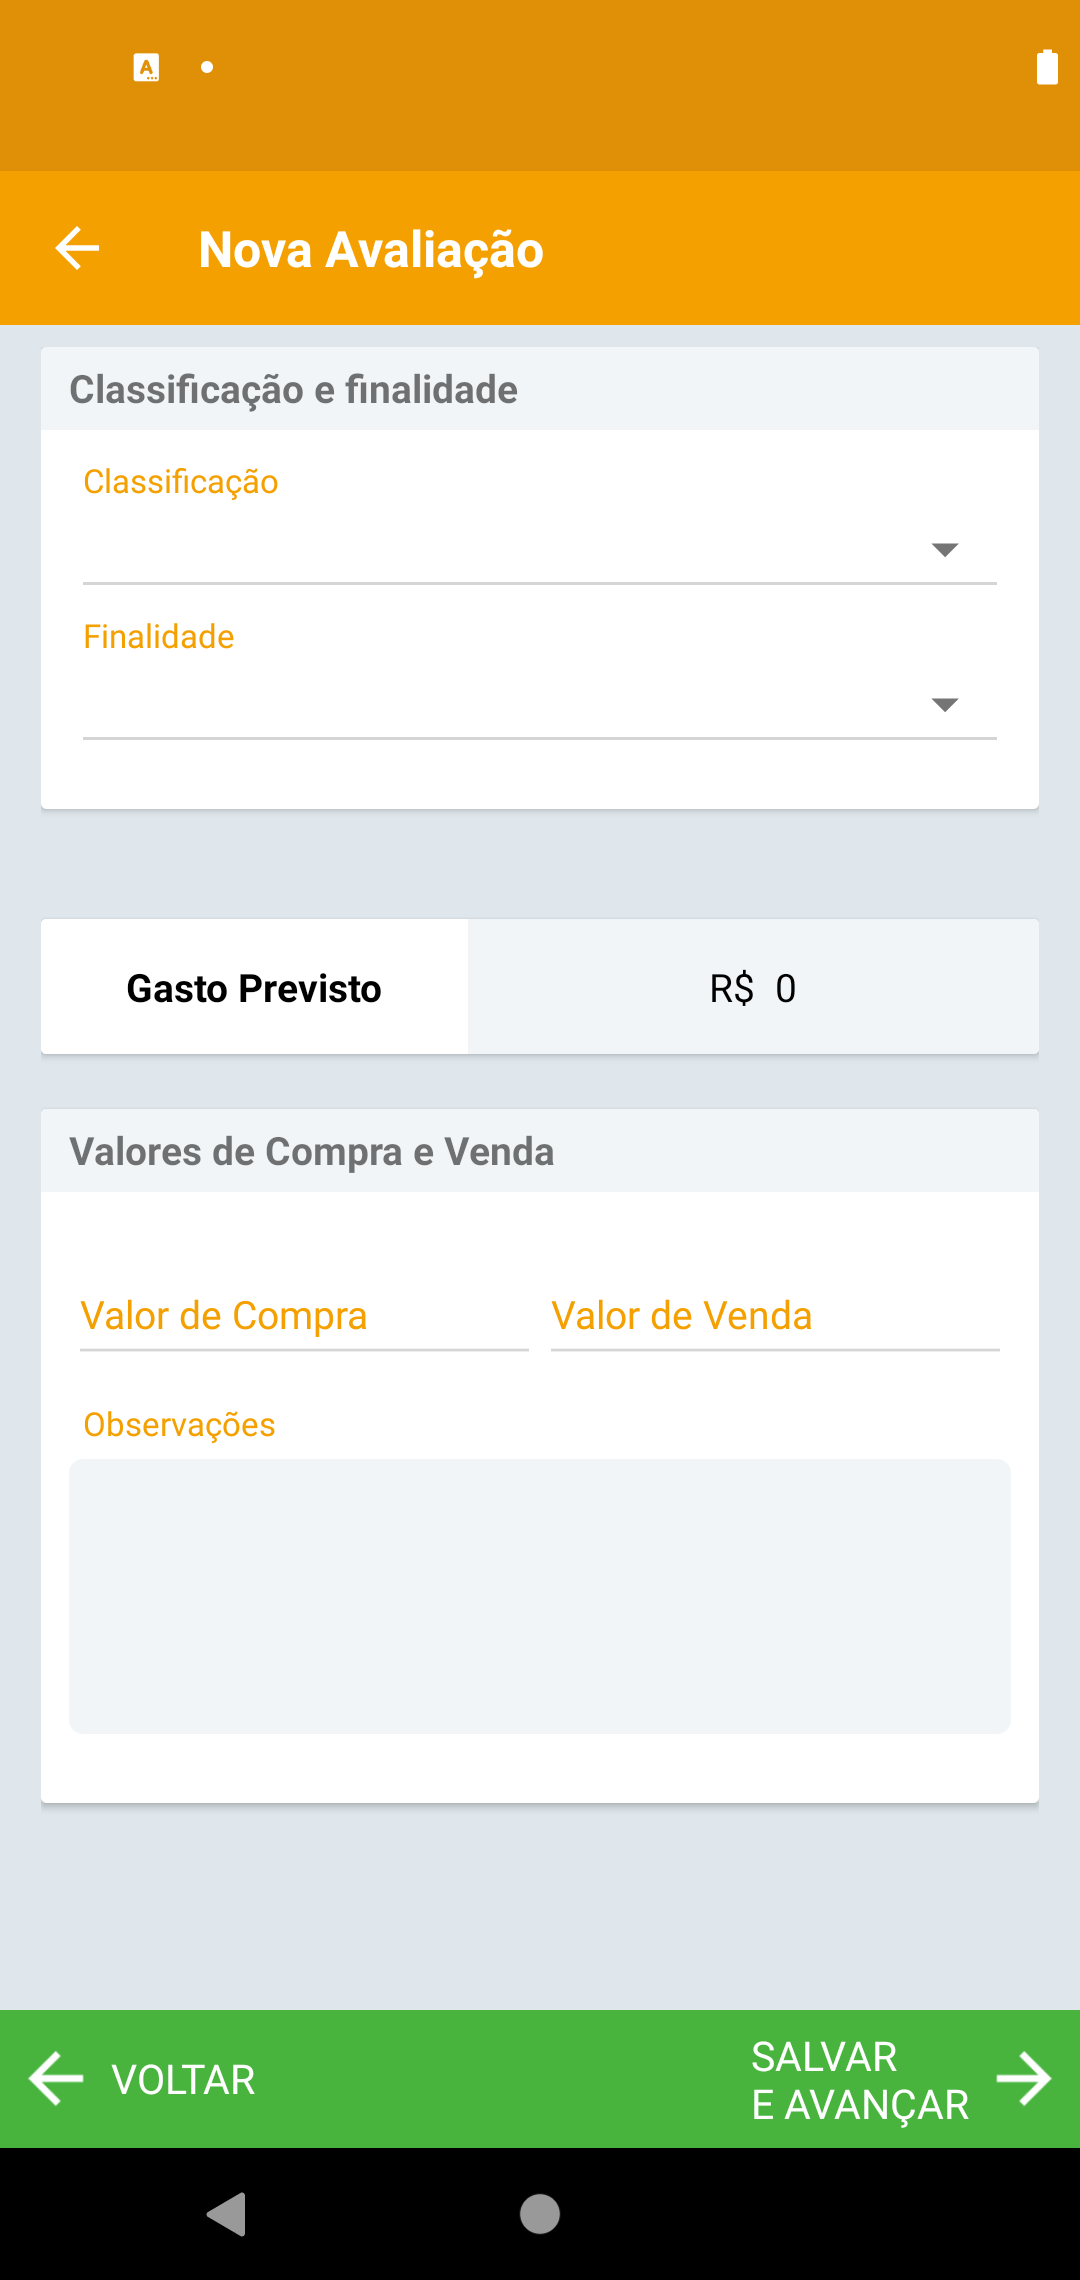 Nova Avaliação
Classificação e finalidade
Classificação
Finalidade
Gasto Previsto R$ 0
Valores de Compra e Venda
Valor de Compra Valor de Venda
Observações
VOLTAR
SALVAR
E AVANÇAR